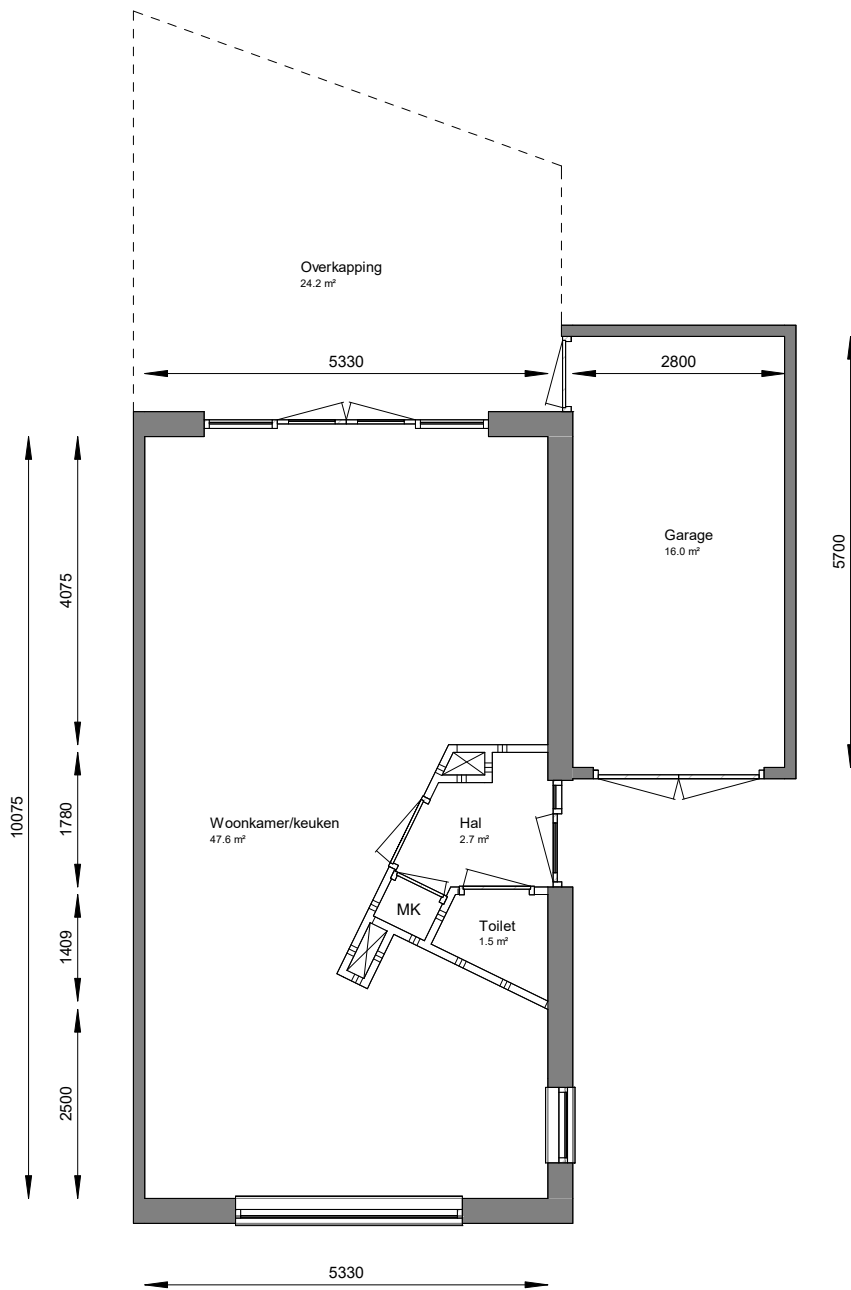 Overkapping
24.2 m²
5330
2800
Garage
16.0 m²
5700
4075
10075
1780
Woonkamer/keuken
47.6 m²
Hal
2.7 m²
MK
Toilet
1.5 m²
1409
2500
5330